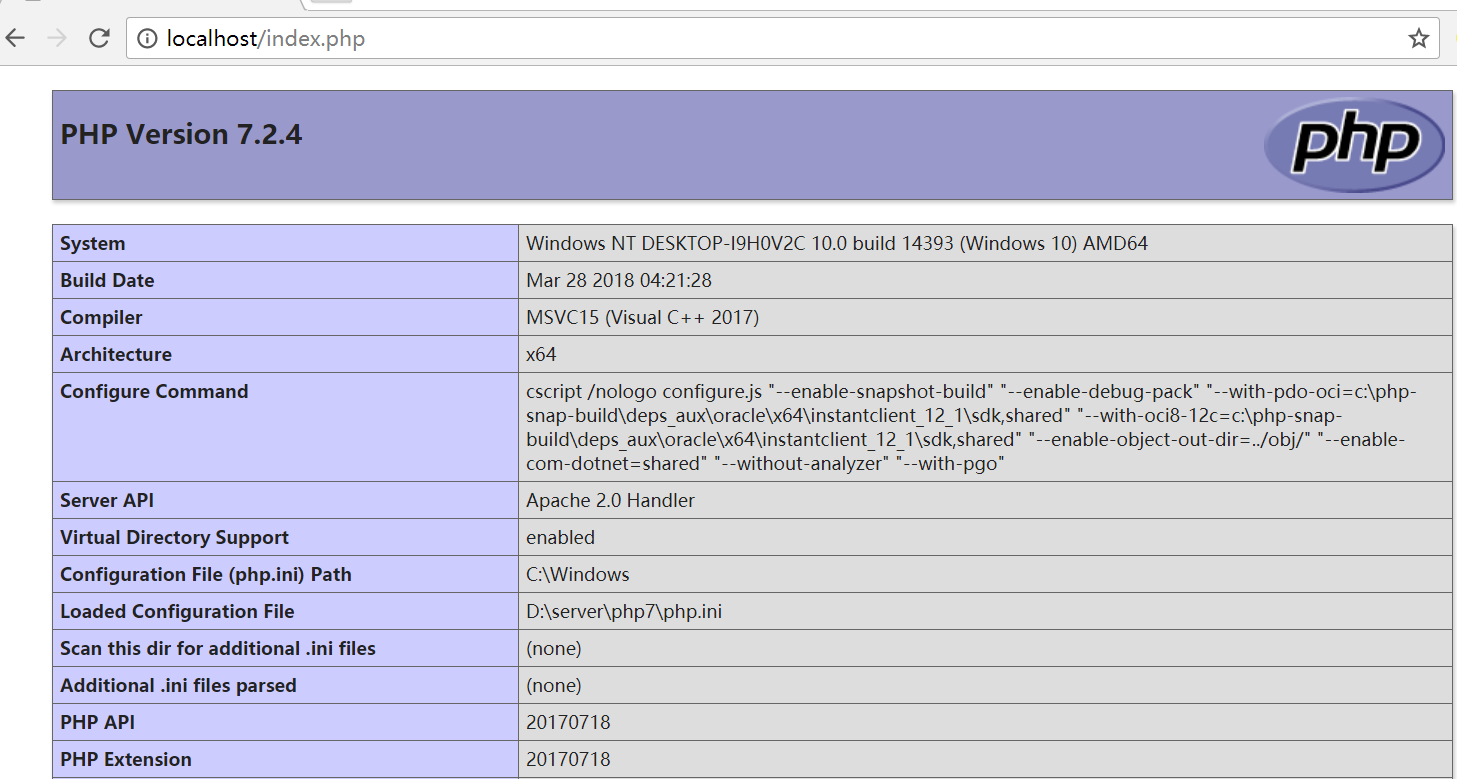 localhost/index.php
PHP Version 7.2.4
php
System Windows NT DESKTOP-I9H0V2C 10.0 build 14393 (Windows 10) AMD64
Build Date Mar 28 2018 04:21:28
Compiler MSVC15 (Visual C++ 2017)
Architecture x64
Configure Command cscript /nologo configure.js "--enable-snapshot-build" "--enable-debug-pack" "--with-pdo-oci=c:\php-
snap-build\deps_aux\oracle\x64\instantclient_12_1\sdk,shared" "--with-oci8-12c=c:\php-snap-
build\deps_aux\oracle\x64\instantclient_12_1\sdk,shared" "--enable-object-out-dir=../obj/" "--enable-
com-dotnet=shared" "--without-analyzer" "--with-pgo"
Server API Apache 2.0 Handler
Virtual Directory Support enabled
Configuration File (php.ini) Path C:\Windows
Loaded Configuration File D:\server\php7\php.ini
Scan this dir for additional .ini files (none)
Additional .ini files parsed (none)
PHP API 20170718
PHP Extension 20170718